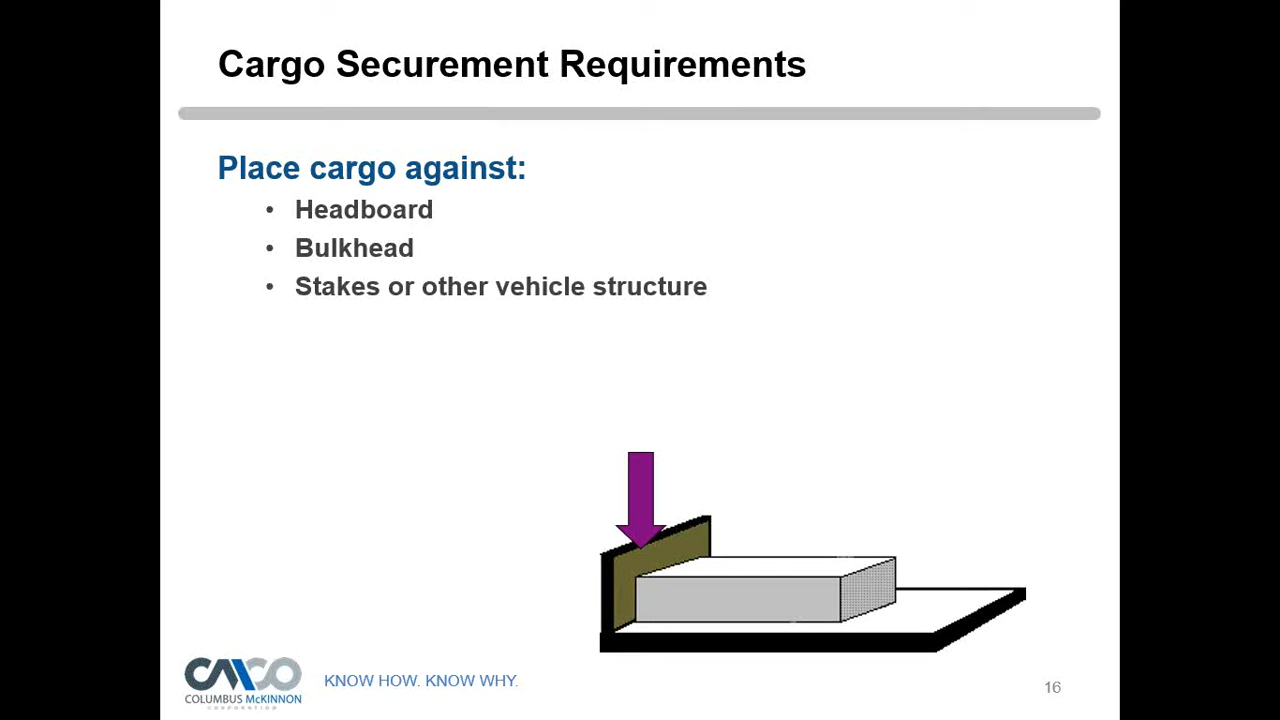 Cargo Securement Requirements
Place cargo against:
• Headboard
• Bulkhead
• Stakes or other vehicle structure
CMCO
COLUMBUS McKINNON
CORPORATION
KNOW HOW. KNOW WHY.
16